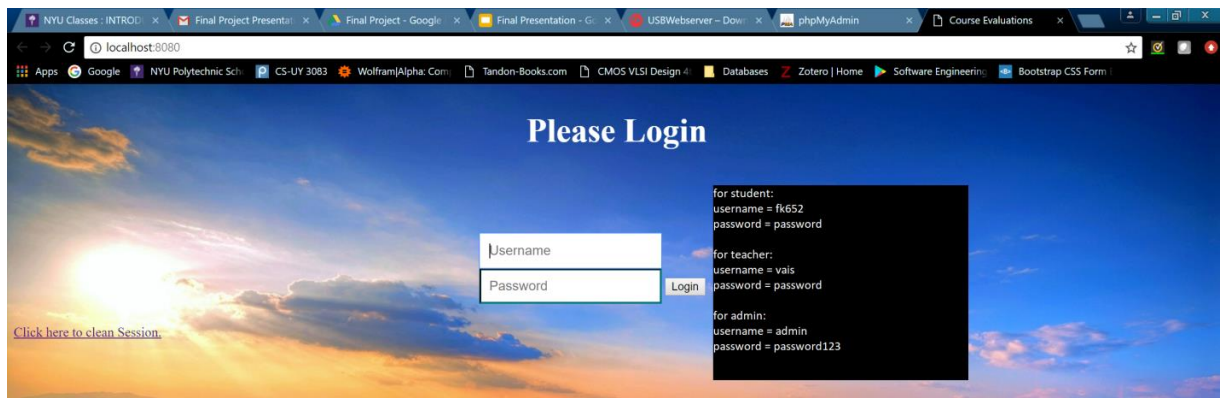 NYU Classes : INTROD
Final Project Presentat
Final Project - Google
Final Presentation - Go
USBWebserver – Down
phpMyAdmin
Course Evaluations
localhost:8080
Apps
Google
NYU Polytechnic Sch
CS-UY 3083
Wolfram|Alpha: Com
Tandon-Books.com
CMOS VLSI Design 4
Databases
Zotero | Home
Software Engineering
Bootstrap CSS Form
Please Login
Username
Password
Login
for student:
username = fk652
password = password
for teacher:
username = vais
password = password
for admin:
username = admin
password = password123
Click here to clean Session.